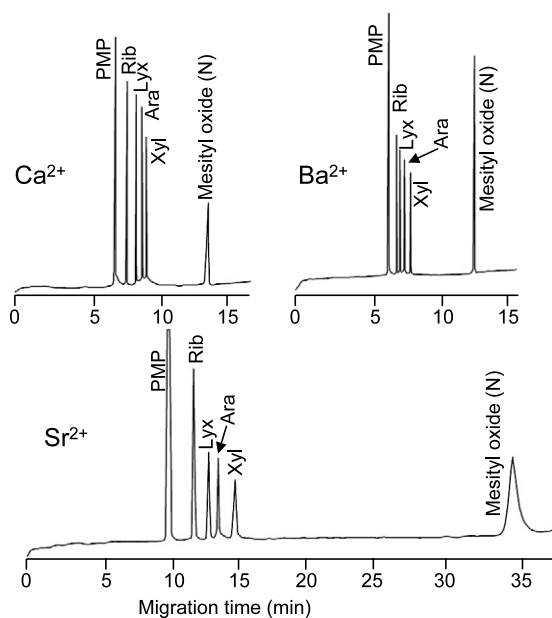 Ca2+
PMP
Rib
Lyx
Ara
Xyl
Mesityl oxide (N)
0 5 10 15
Ba2+
PMP
Rib
Lyx
Ara
Xyl
Mesityl oxide (N)
0 5 10 15
Sr2+
PMP
Rib
Lyx
Ara
Xyl
Mesityl oxide (N)
0 5 10 15 20 25 30 35
Migration time (min)